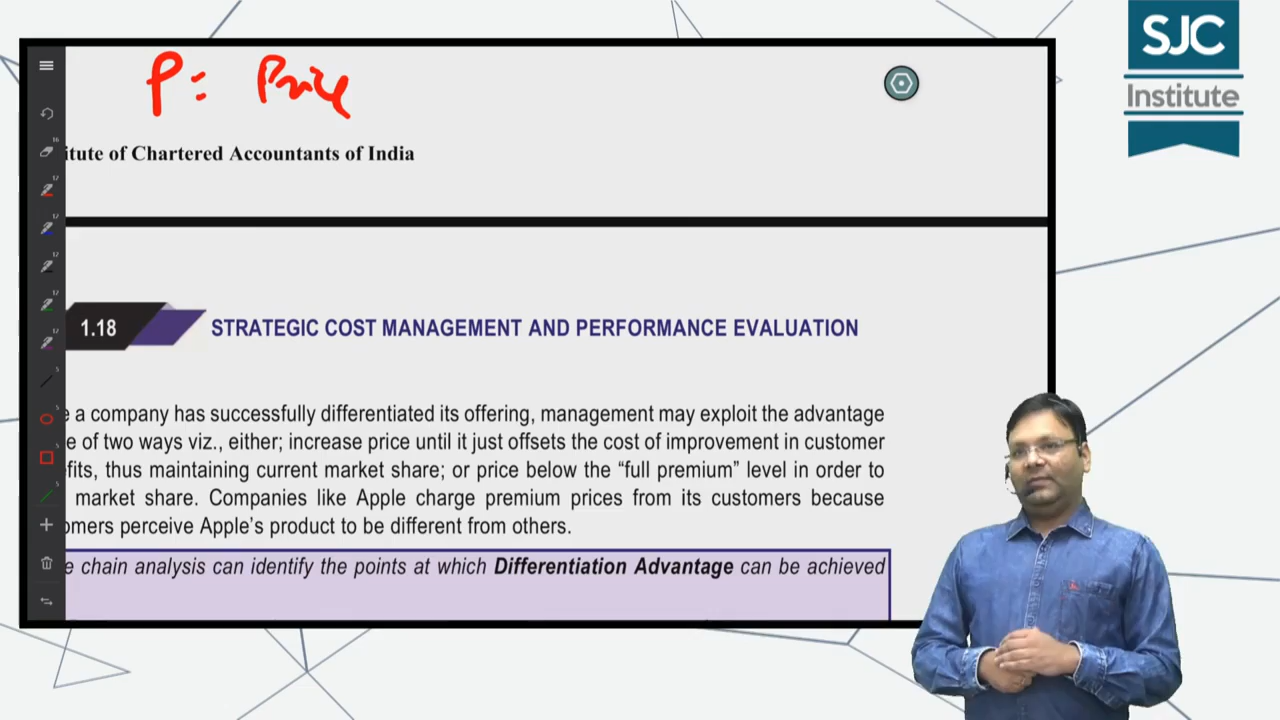 SJC
Institute
P: Price
itute of Chartered Accountants of India
1.18
STRATEGIC COST MANAGEMENT AND PERFORMANCE EVALUATION
e a company has successfully differentiated its offering, management may exploit the advantage
e of two ways viz., either; increase price until it just offsets the cost of improvement in customer
fits, thus maintaining current market share; or price below the “full premium” level in order to
market share. Companies like Apple charge premium prices from its customers because
omers perceive Apple’s product to be different from others.
e chain analysis can identify the points at which Differentiation Advantage can be achieved